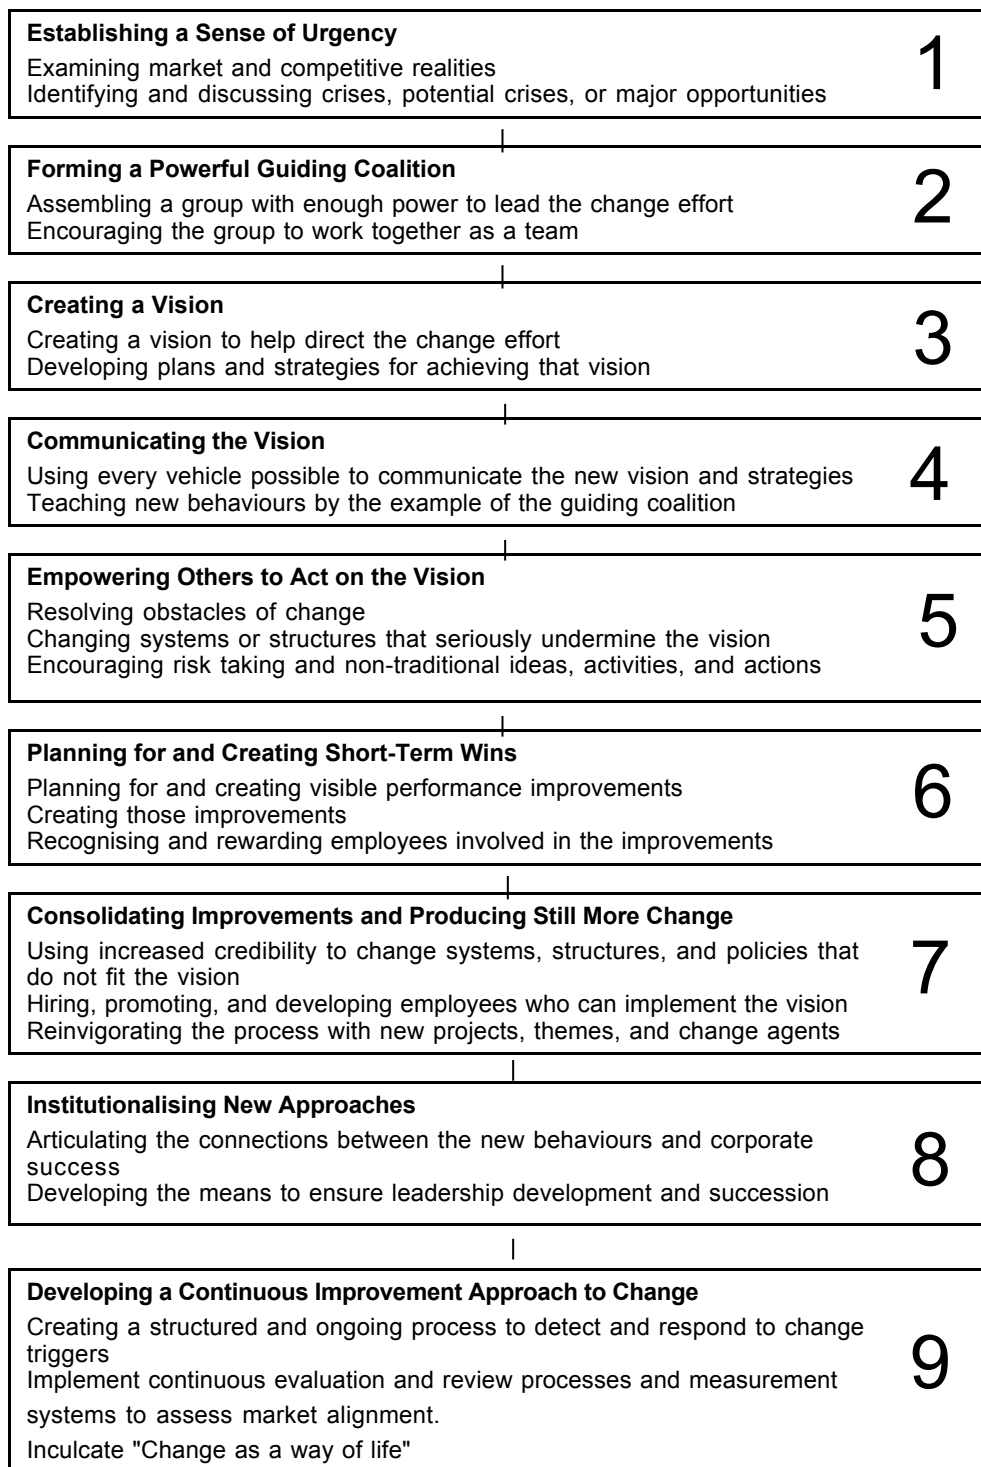 Establishing a Sense of Urgency
Examining market and competitive realities
Identifying and discussing crises, potential crises, or major opportunities
1
Forming a Powerful Guiding Coalition
Assembling a group with enough power to lead the change effort
Encouraging the group to work together as a team
2
Creating a Vision
Creating a vision to help direct the change effort
Developing plans and strategies for achieving that vision
3
Communicating the Vision
Using every vehicle possible to communicate the new vision and strategies
Teaching new behaviours by the example of the guiding coalition
4
Empowering Others to Act on the Vision
Resolving obstacles of change
Changing systems or structures that seriously undermine the vision
Encouraging risk taking and non-traditional ideas, activities, and actions
5
Planning for and Creating Short-Term Wins
Planning for and creating visible performance improvements
Creating those improvements
Recognising and rewarding employees involved in the improvements
6
Consolidating Improvements and Producing Still More Change
Using increased credibility to change systems, structures, and policies that
do not fit the vision
Hiring, promoting, and developing employees who can implement the vision
Reinvigorating the process with new projects, themes, and change agents
7
Institutionalising New Approaches
Articulating the connections between the new behaviours and corporate
success
Developing the means to ensure leadership development and succession
8
Developing a Continuous Improvement Approach to Change
Creating a structured and ongoing process to detect and respond to change
triggers
Implement continuous evaluation and review processes and measurement
systems to assess market alignment.
Inculcate "Change as a way of life"
9